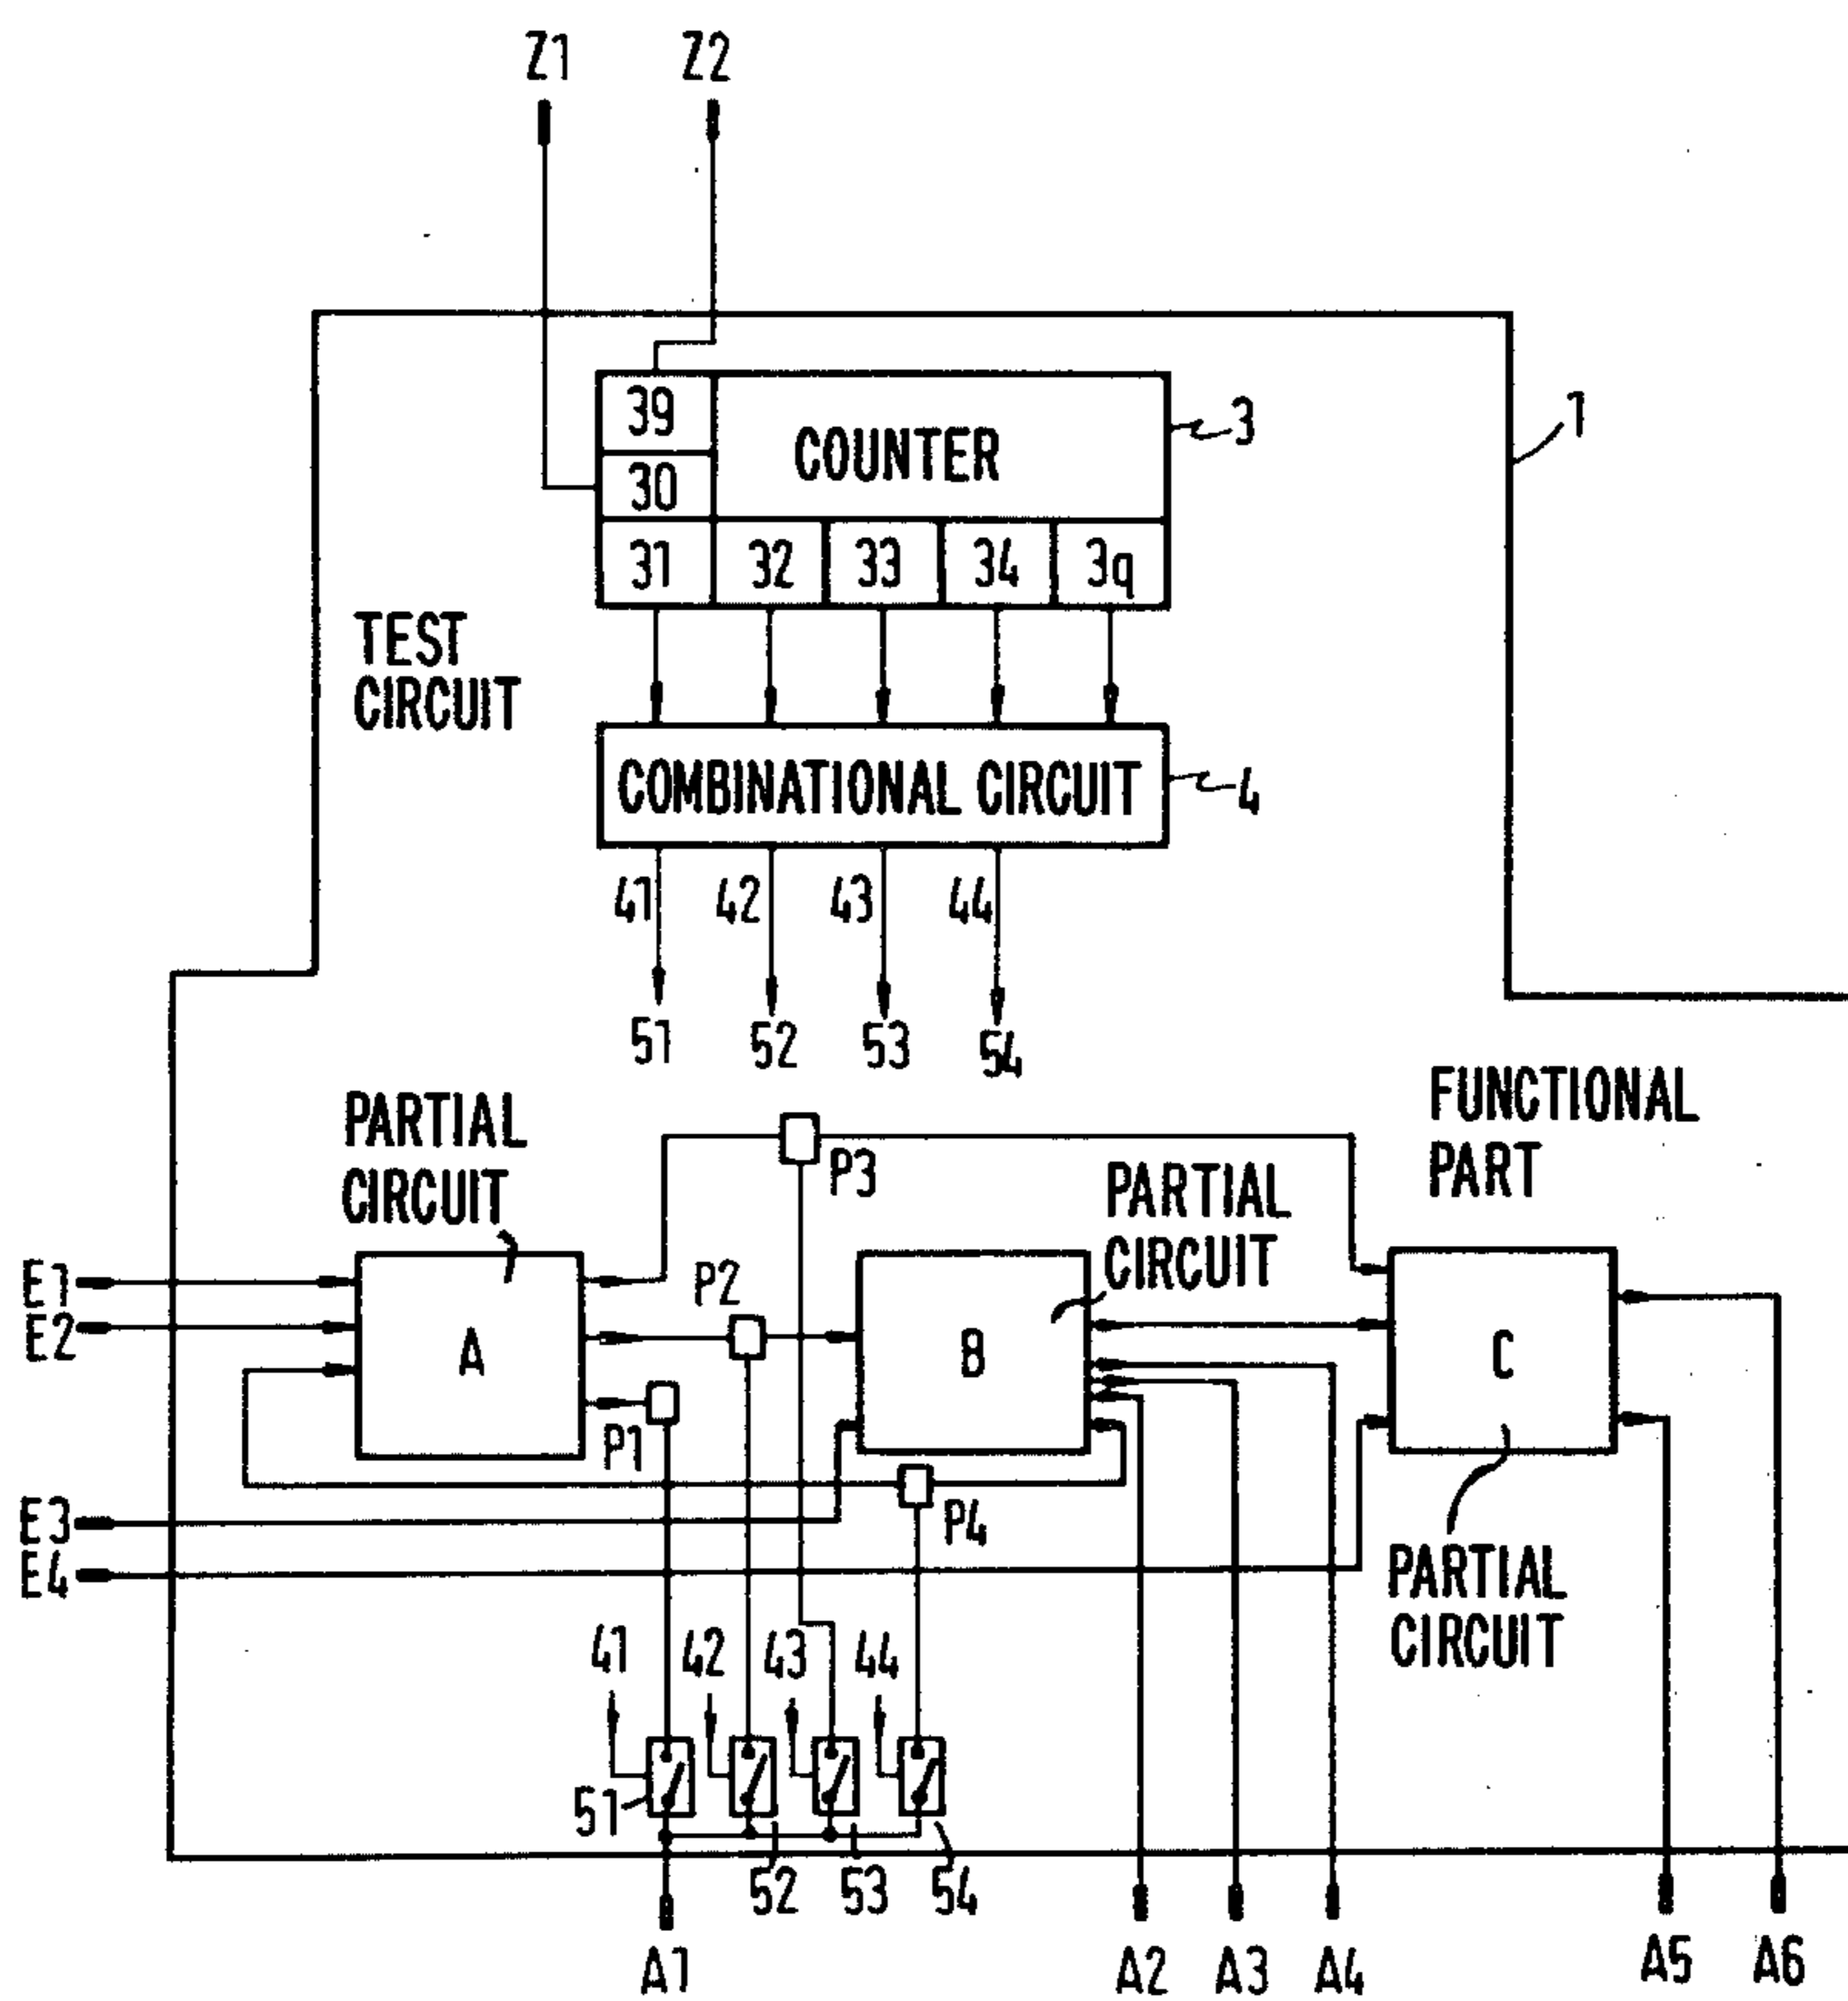 Z1 Z2
39
COUNTER
3
1
30
31 32 33 34 3q
TEST
CIRCUIT
COMBINATIONAL CIRCUIT
4
41 42 43 44
51 52 53 54
PARTIAL
CIRCUIT
P3
PARTIAL
CIRCUIT
FUNCTIONAL
PART
E1
E2
P2
A
B
C
P1
E3
P4
E4
PARTIAL
CIRCUIT
41 42 43 44
51
52 53 54
A1 A2 A3 A4 A5 A6